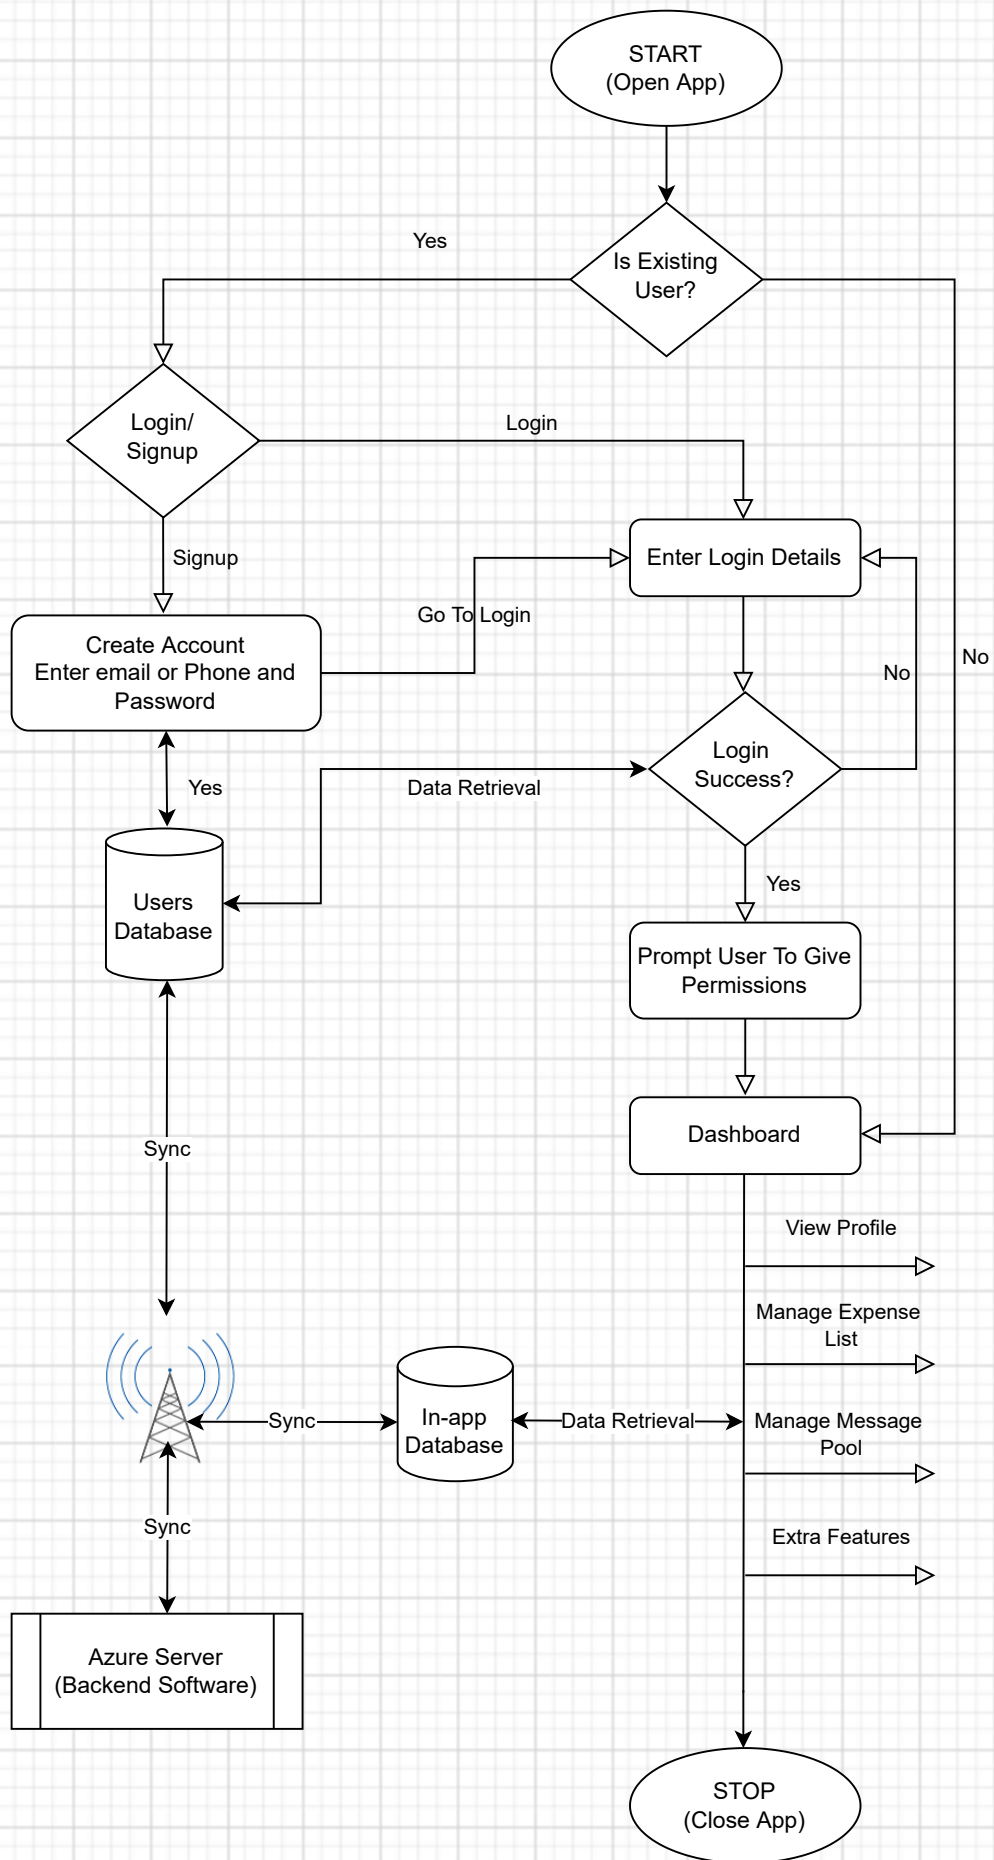 START
(Open App)
Yes
Is Existing
User?
Login/
Signup
Login
Signup
Enter Login Details
Go To Login
Create Account
Enter email or Phone and
Password
No
No
Login
Success?
Yes
Data Retrieval
Users
Database
Yes
Prompt User To Give
Permissions
Dashboard
Sync
View Profile
Manage Expense
List
Sync
In-app
Database
Data Retrieval
Manage Message
Pool
Sync
Extra Features
Azure Server
(Backend Software)
STOP
(Close App)